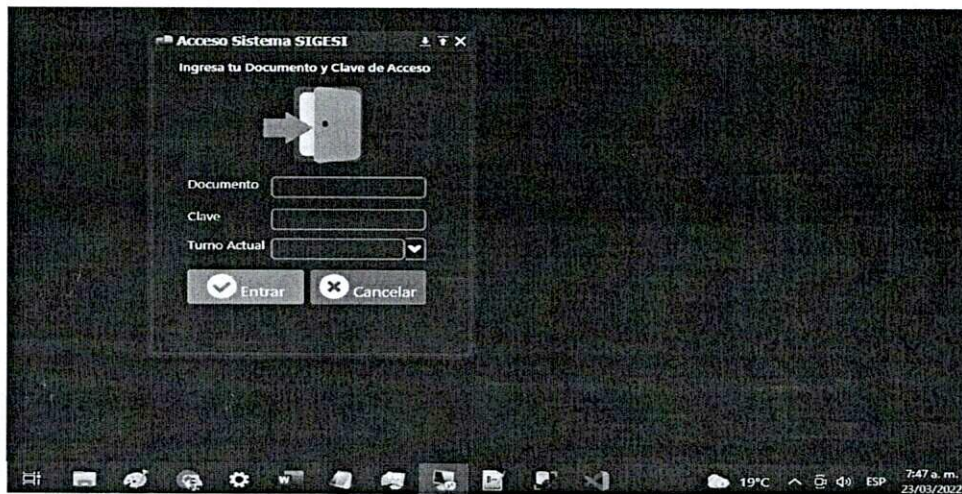 Acceso Sistema SIGESI
Ingresa tu Documento y Clave de Acceso
Documento
Clave
Turno Actual
Entrar
Cancelar
19°C
ESP
7:47 a. m.
23/03/2022